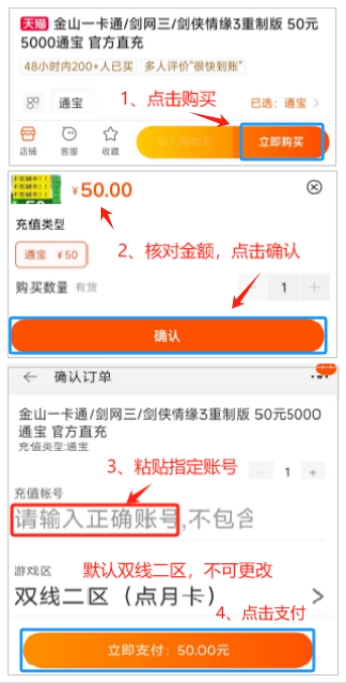 天猫 金山一卡通/剑网三/剑侠情缘3重制版 50元
5000通宝 官方直充
48小时内200+人已买 多人评价"很快到账"
通宝
1、点击购买
已选：通宝
店铺 客服 收藏 加入购物车 立即购买
¥50.00
充值类型
通宝 ¥50
2、核对金额，点击确认
购买数量 有货 1 +
确认
← 确认订单
金山一卡通/剑网三/剑侠情缘3重制版 50元5000
通宝 官方直充
充值类型:通宝
3、粘贴指定账号
— 1 +
充值帐号
请输入正确账号,不包含
游戏区
默认双线二区，不可更改
双线二区（点月卡）
4、点击支付
立即支付：50.00元